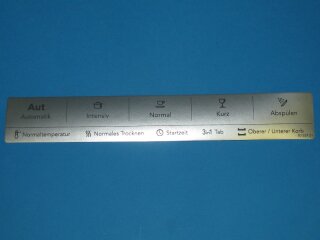 Aut
Automatik Intensiv Normal Kurz Abspülen
Normaltemperatur Normales Trocknen Startzeit 3in1 Tab Oberer / Unterer Korb